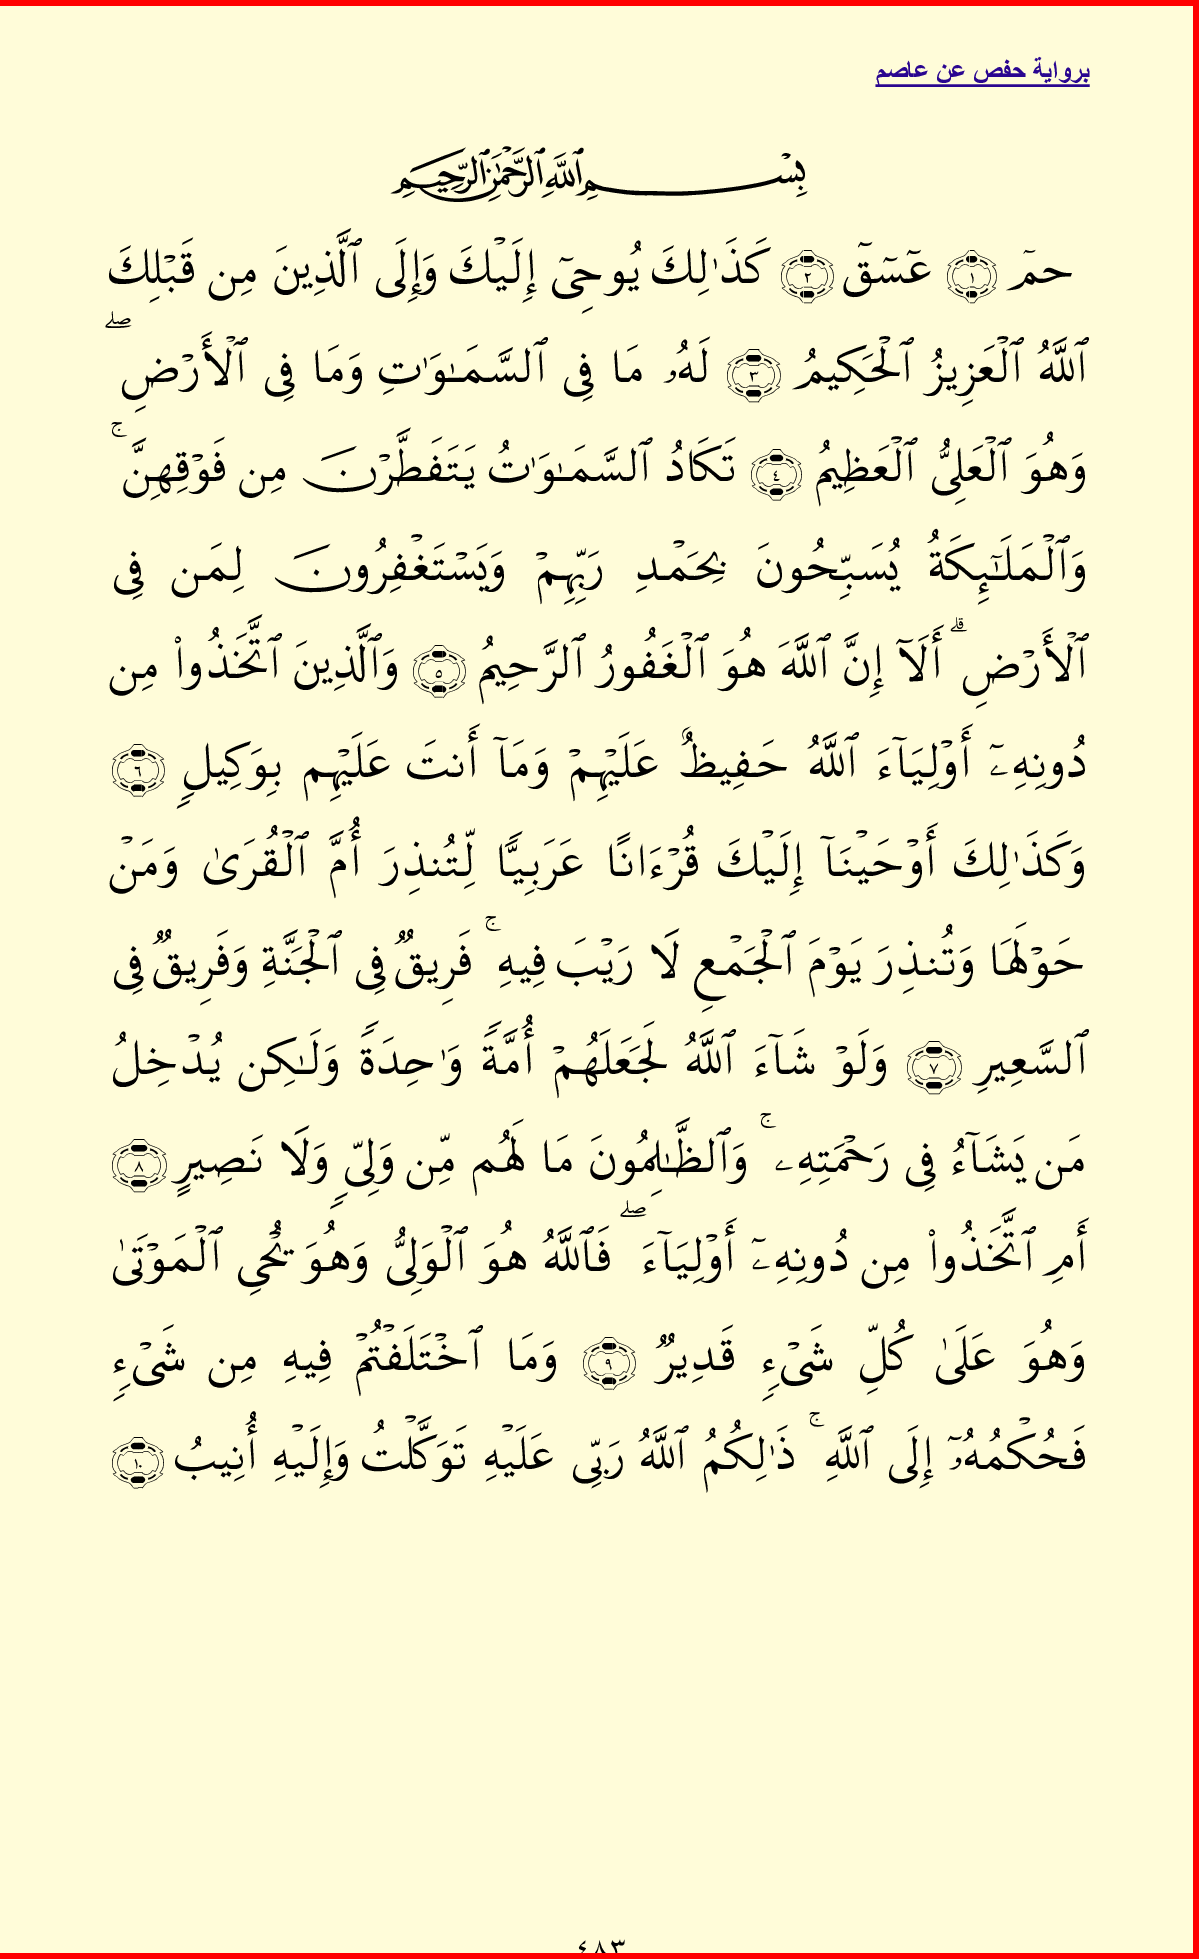 برواية حفص عن عاصم
بِسْمِ ٱللَّهِ ٱلرَّحْمَـٰنِ ٱلرَّحِيمِ
حمٓ ١ عٓسٓقٓ ٢ كَذَٰلِكَ يُوحِىٓ إِلَيْكَ وَإِلَى ٱلَّذِينَ مِن قَبْلِكَ
ٱللَّهُ ٱلْعَزِيزُ ٱلْحَكِيمُ ٣ لَهُۥ مَا فِى ٱلسَّمَـٰوَٰتِ وَمَا فِى ٱلْأَرْضِ ۖ
وَهُوَ ٱلْعَلِىُّ ٱلْعَظِيمُ ٤ تَكَادُ ٱلسَّمَـٰوَٰتُ يَتَفَطَّرْنَ مِن فَوْقِهِنَّ ۚ
وَٱلْمَلَـٰٓئِكَةُ يُسَبِّحُونَ بِحَمْدِ رَبِّهِمْ وَيَسْتَغْفِرُونَ لِمَن فِى
ٱلْأَرْضِ ۗ أَلَآ إِنَّ ٱللَّهَ هُوَ ٱلْغَفُورُ ٱلرَّحِيمُ ٥ وَٱلَّذِينَ ٱتَّخَذُوا۟ مِن
دُونِهِۦٓ أَوْلِيَآءَ ٱللَّهُ حَفِيظٌ عَلَيْهِمْ وَمَآ أَنتَ عَلَيْهِم بِوَكِيلٍ ٦
وَكَذَٰلِكَ أَوْحَيْنَآ إِلَيْكَ قُرْءَانًا عَرَبِيًّا لِّتُنذِرَ أُمَّ ٱلْقُرَىٰ وَمَنْ
حَوْلَهَا وَتُنذِرَ يَوْمَ ٱلْجَمْعِ لَا رَيْبَ فِيهِ ۚ فَرِيقٌ فِى ٱلْجَنَّةِ وَفَرِيقٌ فِى
ٱلسَّعِيرِ ٧ وَلَوْ شَآءَ ٱللَّهُ لَجَعَلَهُمْ أُمَّةً وَٰحِدَةً وَلَـٰكِن يُدْخِلُ
مَن يَشَآءُ فِى رَحْمَتِهِۦ ۚ وَٱلظَّـٰلِمُونَ مَا لَهُم مِّن وَلِىٍّ وَلَا نَصِيرٍ ٨
أَمِ ٱتَّخَذُوا۟ مِن دُونِهِۦٓ أَوْلِيَآءَ ۖ فَٱللَّهُ هُوَ ٱلْوَلِىُّ وَهُوَ يُحْىِ ٱلْمَوْتَىٰ
وَهُوَ عَلَىٰ كُلِّ شَىْءٍ قَدِيرٌ ٩ وَمَا ٱخْتَلَفْتُمْ فِيهِ مِن شَىْءٍ
فَحُكْمُهُۥٓ إِلَى ٱللَّهِ ۚ ذَٰلِكُمُ ٱللَّهُ رَبِّى عَلَيْهِ تَوَكَّلْتُ وَإِلَيْهِ أُنِيبُ ١٠
٤٨٣